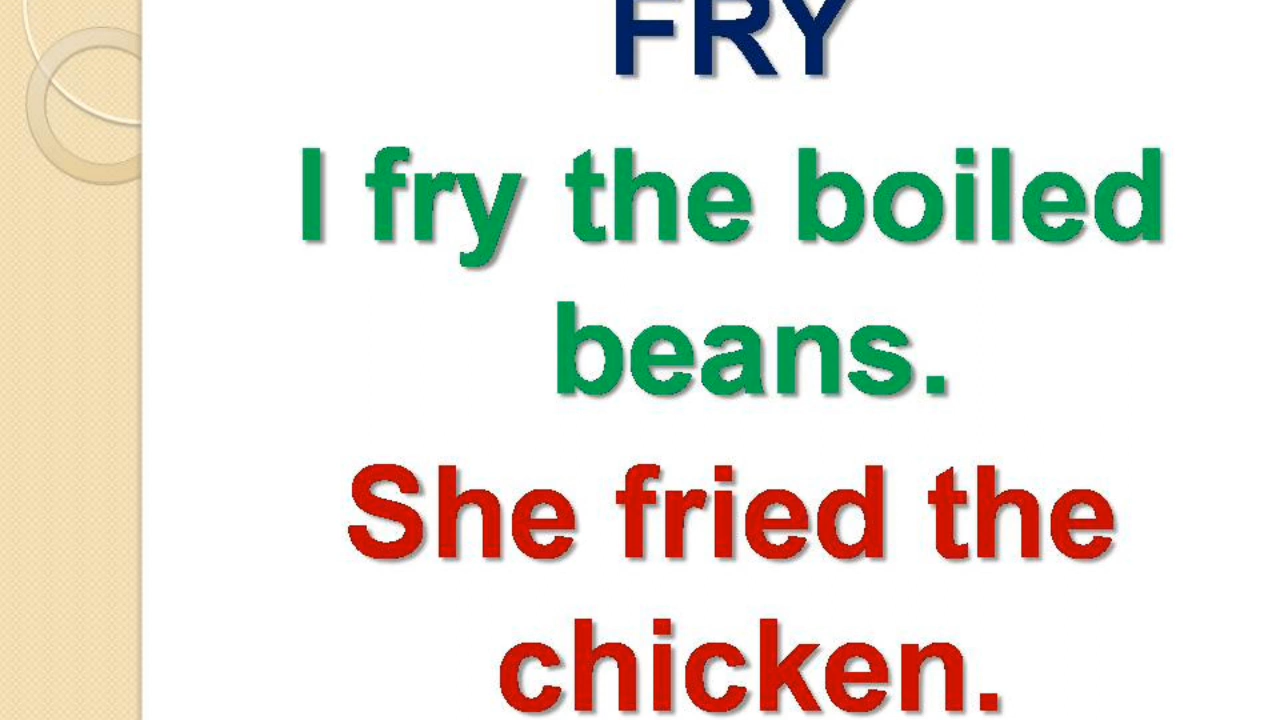 FRY
I fry the boiled
beans.
She fried the
chicken.